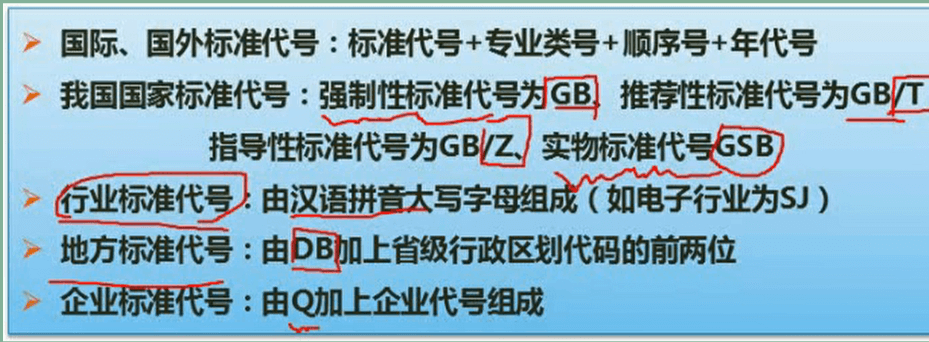 国际、国外标准代号：标准代号+专业类号+顺序号+年代号
我国国家标准代号：强制性标准代号为GB、推荐性标准代号为GB/T
指导性标准代号为GB/Z、实物标准代号GSB
行业标准代号：由汉语拼音大写字母组成（如电子行业为SJ）
地方标准代号：由DB加上省级行政区划代码的前两位
企业标准代号：由Q加上企业代号组成